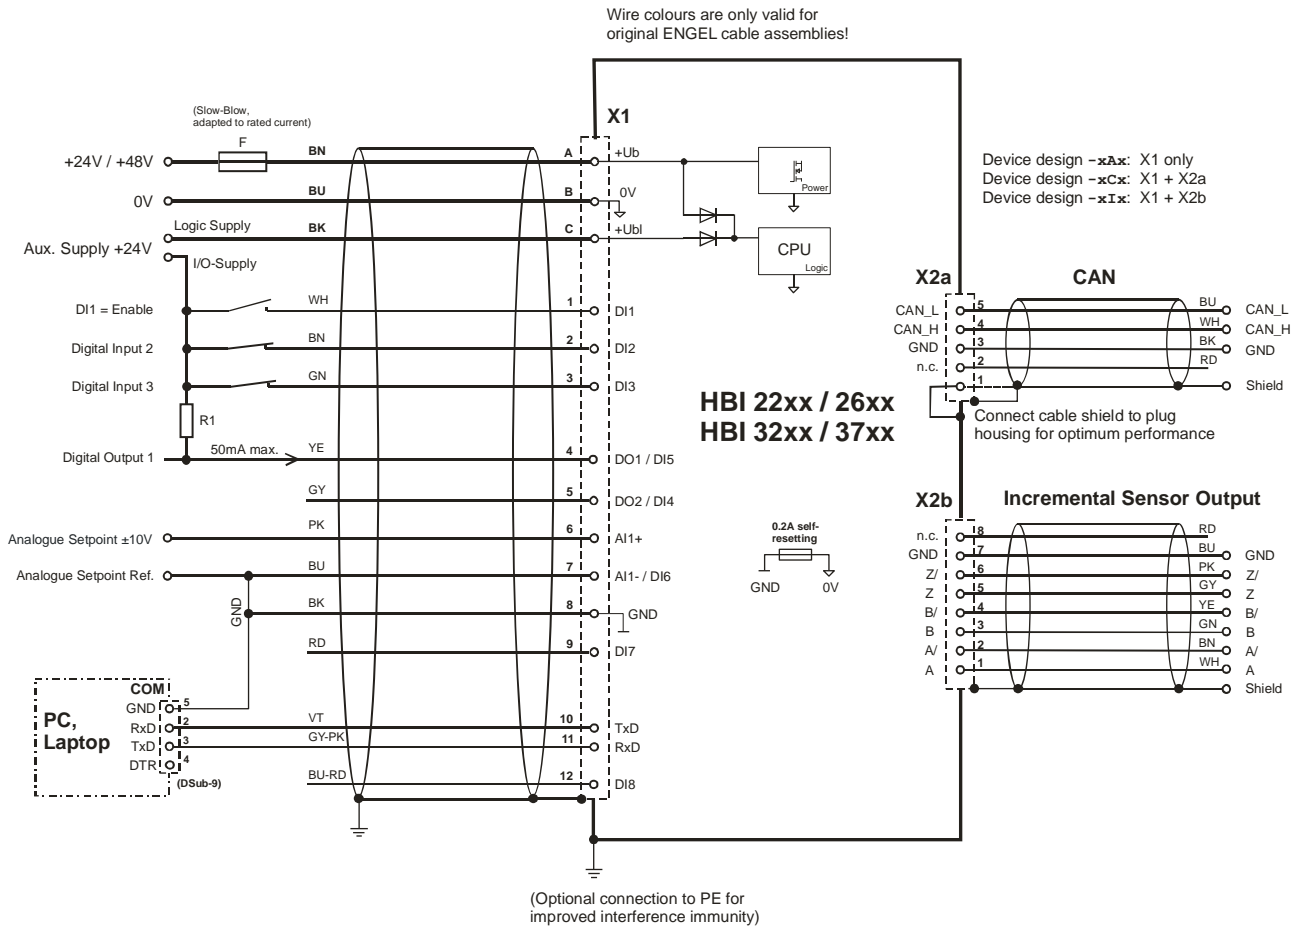 Wire colours are only valid for
original ENGEL cable assemblies!
X1
(Slow-Blow,
adapted to rated current)
F
+24V / +48V
BN
A
+Ub
Power
0V
BU
B
0V
Logic Supply
BK
C
+Ubl
Aux. Supply +24V
I/O-Supply
CPU
Logic
Device design -xAx: X1 only
Device design -xCx: X1 + X2a
Device design -xIx: X1 + X2b
DI1 = Enable
WH
1
DI1
Digital Input 2
BN
2
DI2
Digital Input 3
GN
3
DI3
R1
Digital Output 1
50mA max.
YE
4
DO1 / DI5
GY
5
DO2 / DI4
Analogue Setpoint ±10V
PK
6
AI1+
Analogue Setpoint Ref.
BU
7
AI1- / DI6
GND
BK
8
GND
RD
9
DI7
PC,
Laptop
COM
GND
5
RxD
2
TxD
3
DTR
4
(DSub-9)
VT
10
TxD
GY-PK
11
RxD
BU-RD
12
DI8
HBI 22xx / 26xx
HBI 32xx / 37xx
0.2A self-
resetting
GND
0V
X2a
CAN
CAN_L
5
BU
CAN_L
CAN_H
4
WH
CAN_H
GND
3
BK
GND
n.c.
2
RD
1
Shield
Connect cable shield to plug
housing for optimum performance
X2b
Incremental Sensor Output
n.c.
8
RD
GND
7
BU
GND
Z/
6
PK
Z/
Z
5
GY
Z
B/
4
YE
B/
B
3
GN
B
A/
2
BN
A/
A
1
WH
A
Shield
(Optional connection to PE for
improved interference immunity)